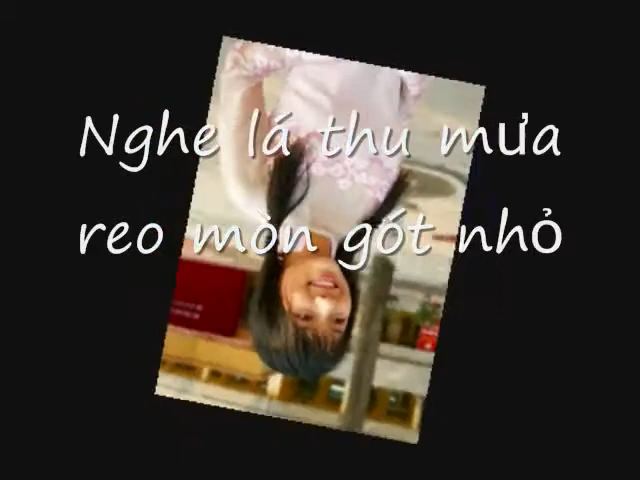 Nghe lá thu mưa
reo mòn gót nhỏ